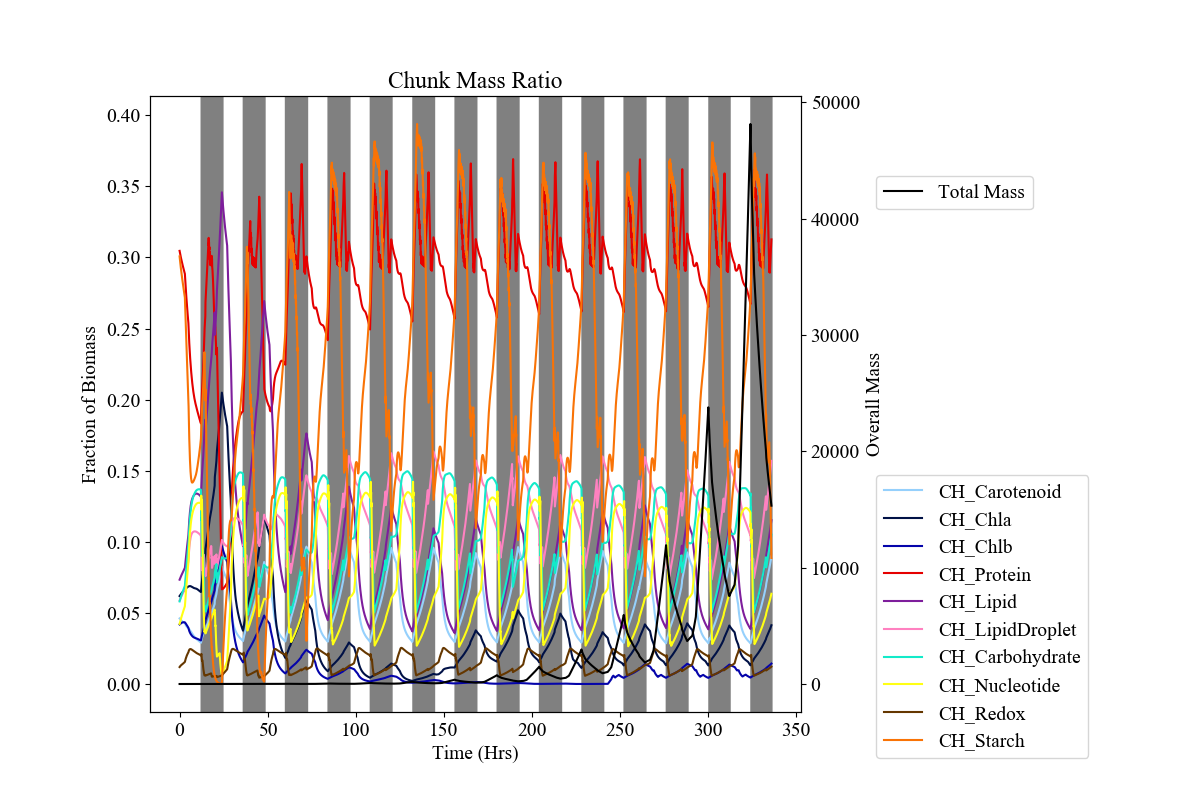 Chunk Mass Ratio
0.40
0.35
0.30
0.25
0.20
0.15
0.10
0.05
0.00
Fraction of Biomass
0
50
100
150
200
250
300
350
Time (Hrs)
50000
40000
30000
20000
10000
0
Overall Mass
Total Mass
CH_Carotenoid
CH_Chla
CH_Chlb
CH_Protein
CH_Lipid
CH_LipidDroplet
CH_Carbohydrate
CH_Nucleotide
CH_Redox
CH_Starch